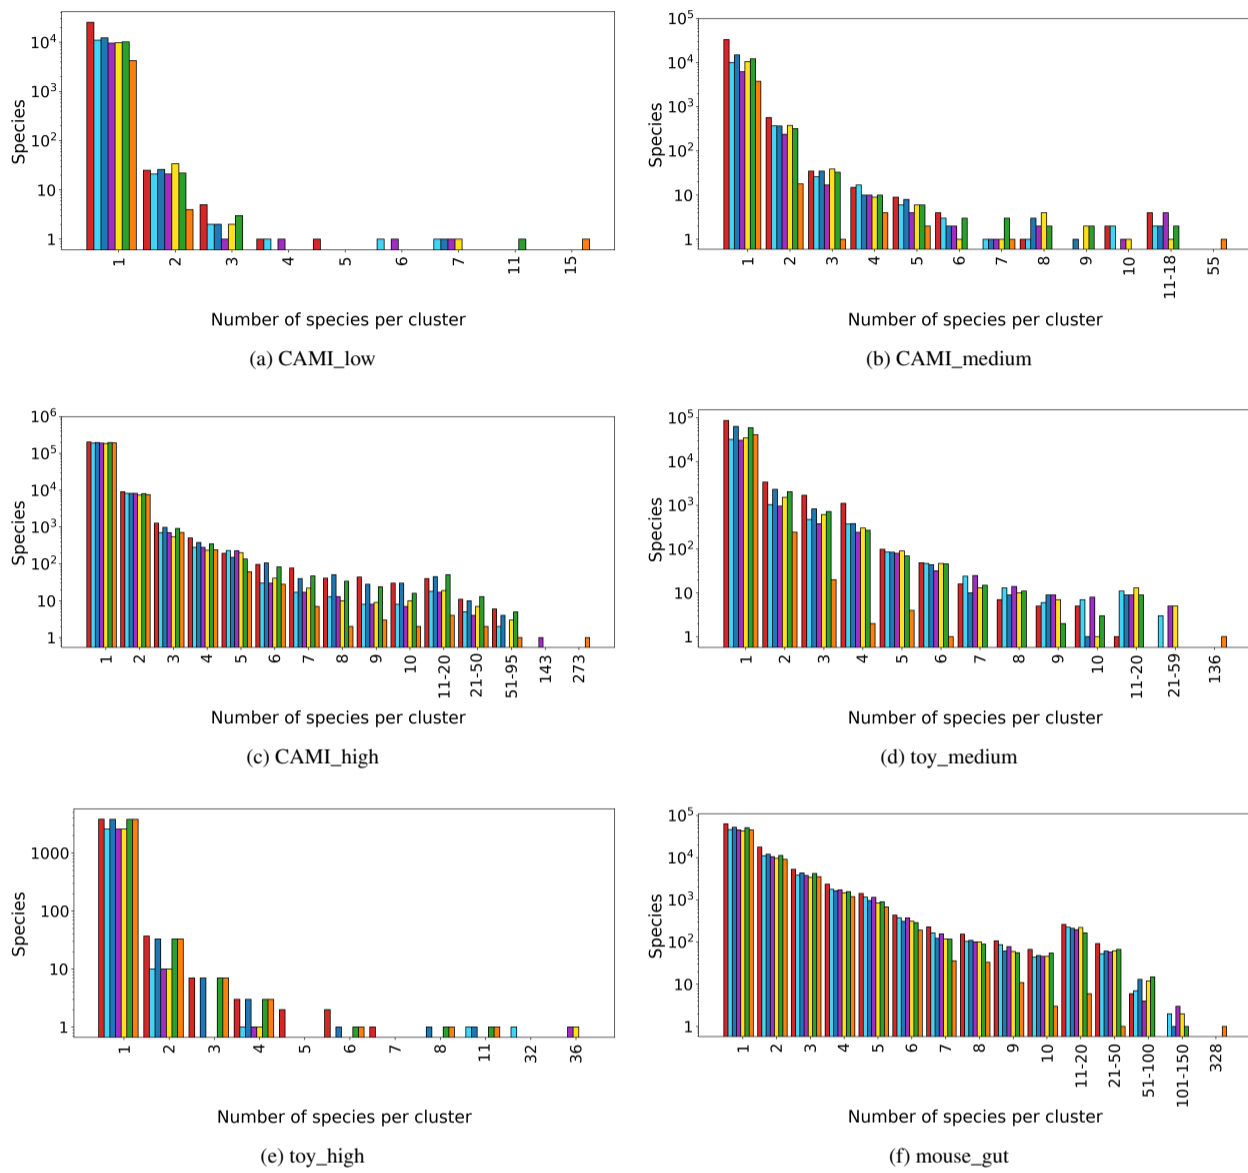 10^4
10^3
10^2
10
1
Species
1 2 3 4 5 6 7 11 15
Number of species per cluster
(a) CAMI_low
10^5
10^4
10^3
10^2
10
1
Species
1 2 3 4 5 6 7 8 9 10 11-18 55
Number of species per cluster
(b) CAMI_medium
10^6
10^5
10^4
10^3
10^2
10
1
Species
1 2 3 4 5 6 7 8 9 10 11-20 21-50 51-95 143 273
Number of species per cluster
(c) CAMI_high
10^5
10^4
10^3
10^2
10
1
Species
1 2 3 4 5 6 7 8 9 10 11-20 21-59 136
Number of species per cluster
(d) toy_medium
1000
100
10
1
Species
1 2 3 4 5 6 7 8 11 32 36
Number of species per cluster
(e) toy_high
10^5
10^4
10^3
10^2
10
1
Species
1 2 3 4 5 6 7 8 9 10 11-20 21-50 51-100 101-150 328
Number of species per cluster
(f) mouse_gut